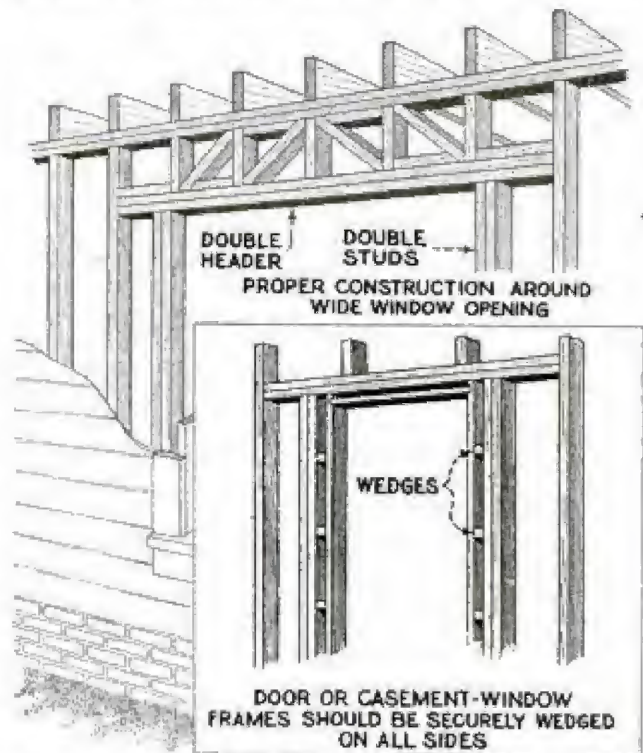 DOUBLE
HEADER
DOUBLE
STUDS
PROPER CONSTRUCTION AROUND
WIDE WINDOW OPENING
WEDGES
DOOR OR CASEMENT-WINDOW
FRAMES SHOULD BE SECURELY WEDGED
ON ALL SIDES